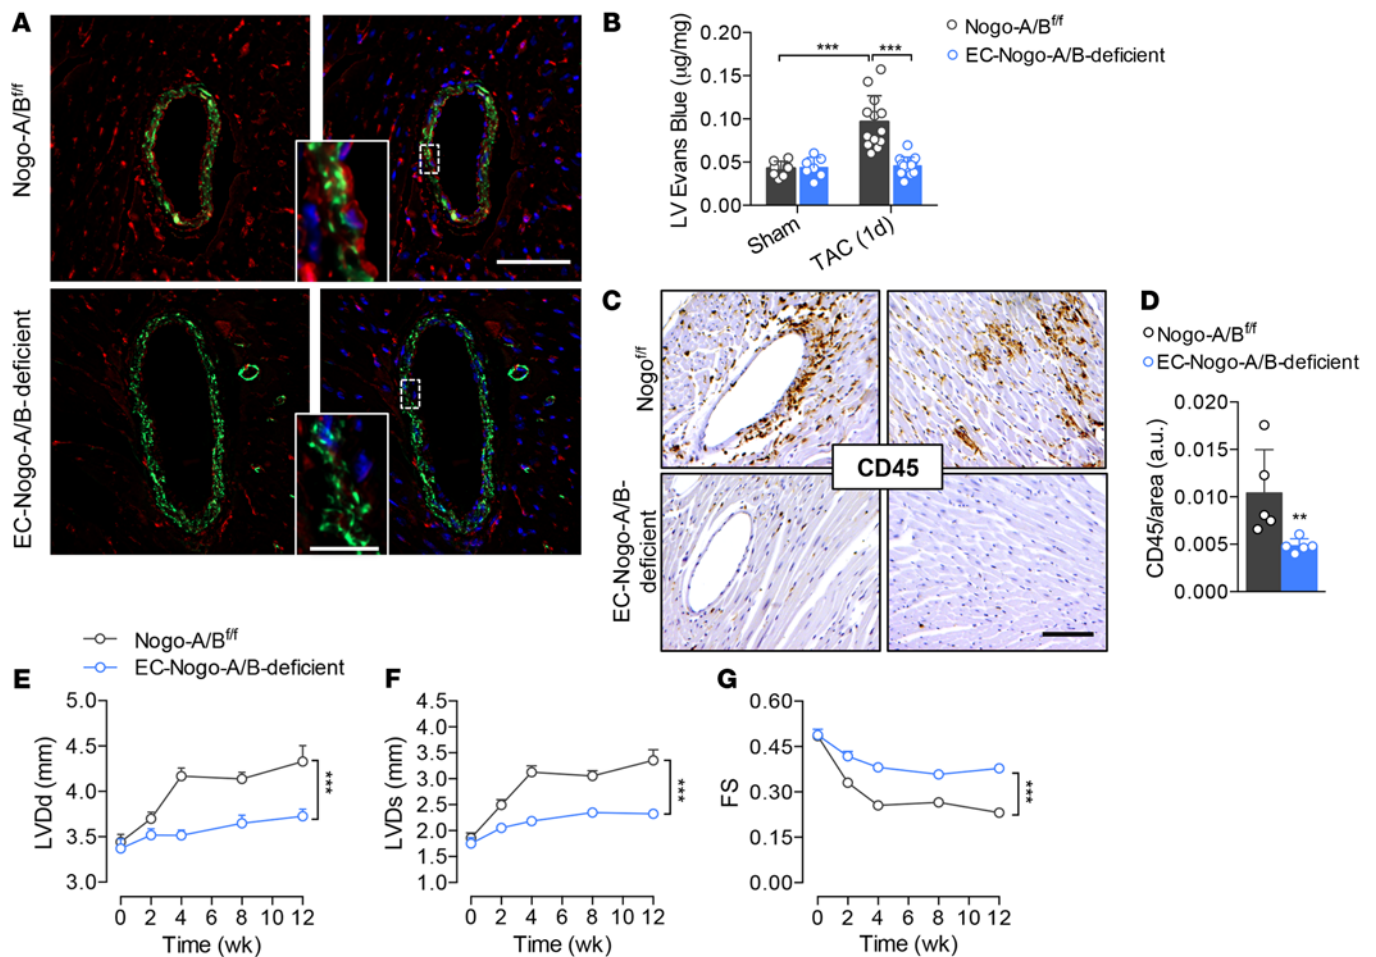 A
Nogo-A/Bf/f
EC-Nogo-A/B-deficient
B
LV Evans Blue (µg/mg)
0.20
0.15
0.10
0.05
0.00
***
***
Sham
TAC (1d)
Nogo-A/Bf/f
EC-Nogo-A/B-deficient
C
Nogof/f
EC-Nogo-A/B-
deficient
CD45
D
Nogo-A/Bf/f
EC-Nogo-A/B-deficient
CD45/area (a.u.)
0.020
0.015
0.010
0.005
0.000
**
Nogo-A/Bf/f
EC-Nogo-A/B-deficient
E
LVDd (mm)
5.0
4.5
4.0
3.5
3.0
***
0 2 4 6 8 10 12
Time (wk)
F
LVDs (mm)
4.5
4.0
3.5
3.0
2.5
2.0
1.5
1.0
***
0 2 4 6 8 10 12
Time (wk)
G
FS
0.60
0.45
0.30
0.15
0.00
***
0 2 4 6 8 10 12
Time (wk)